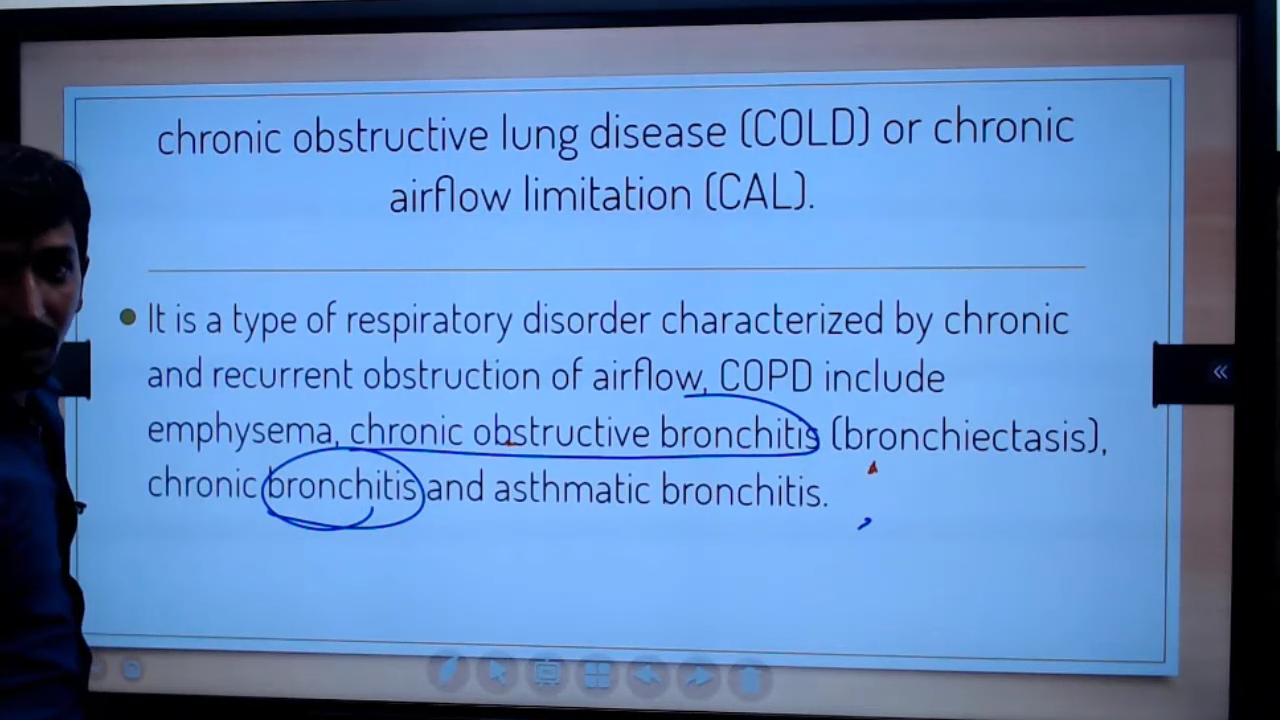 chronic obstructive lung disease (COLD) or chronic
airflow limitation (CAL).
It is a type of respiratory disorder characterized by chronic
and recurrent obstruction of airflow, COPD include
emphysema, chronic obstructive bronchitis (bronchiectasis),
chronic bronchitis and asthmatic bronchitis.